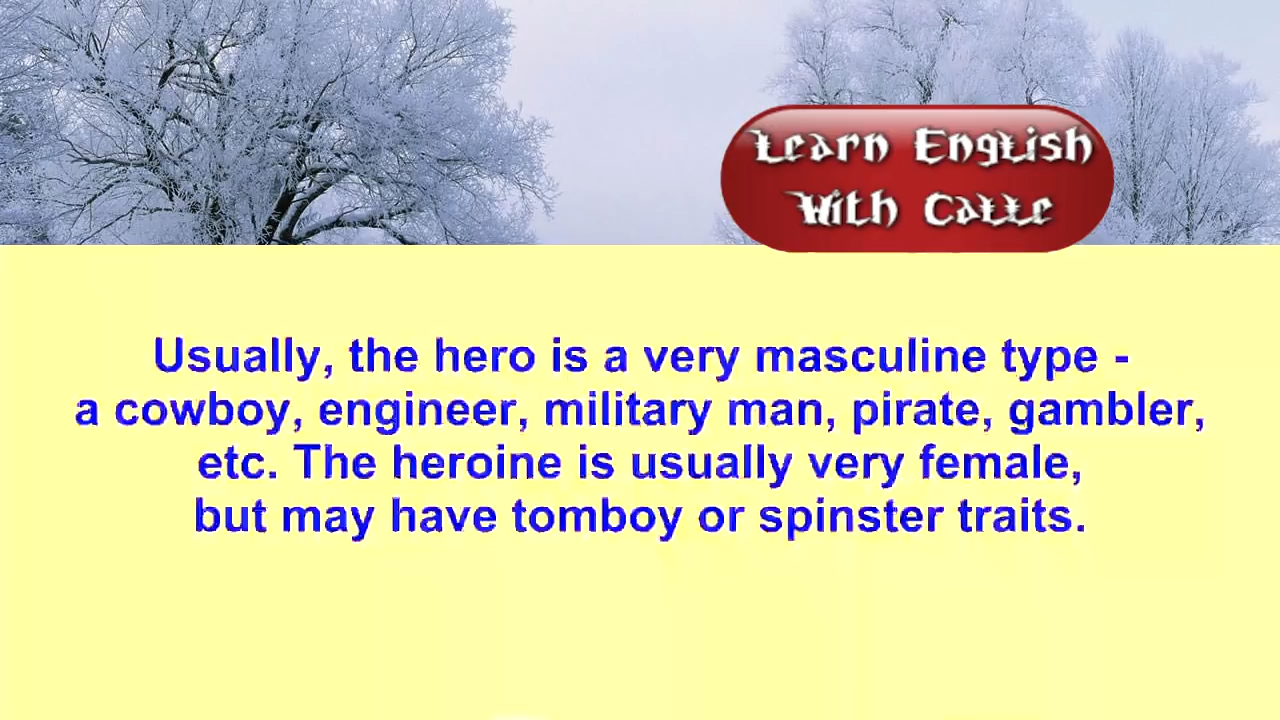 Learn English
With Calle
Usually, the hero is a very masculine type -
a cowboy, engineer, military man, pirate, gambler,
etc. The heroine is usually very female,
but may have tomboy or spinster traits.